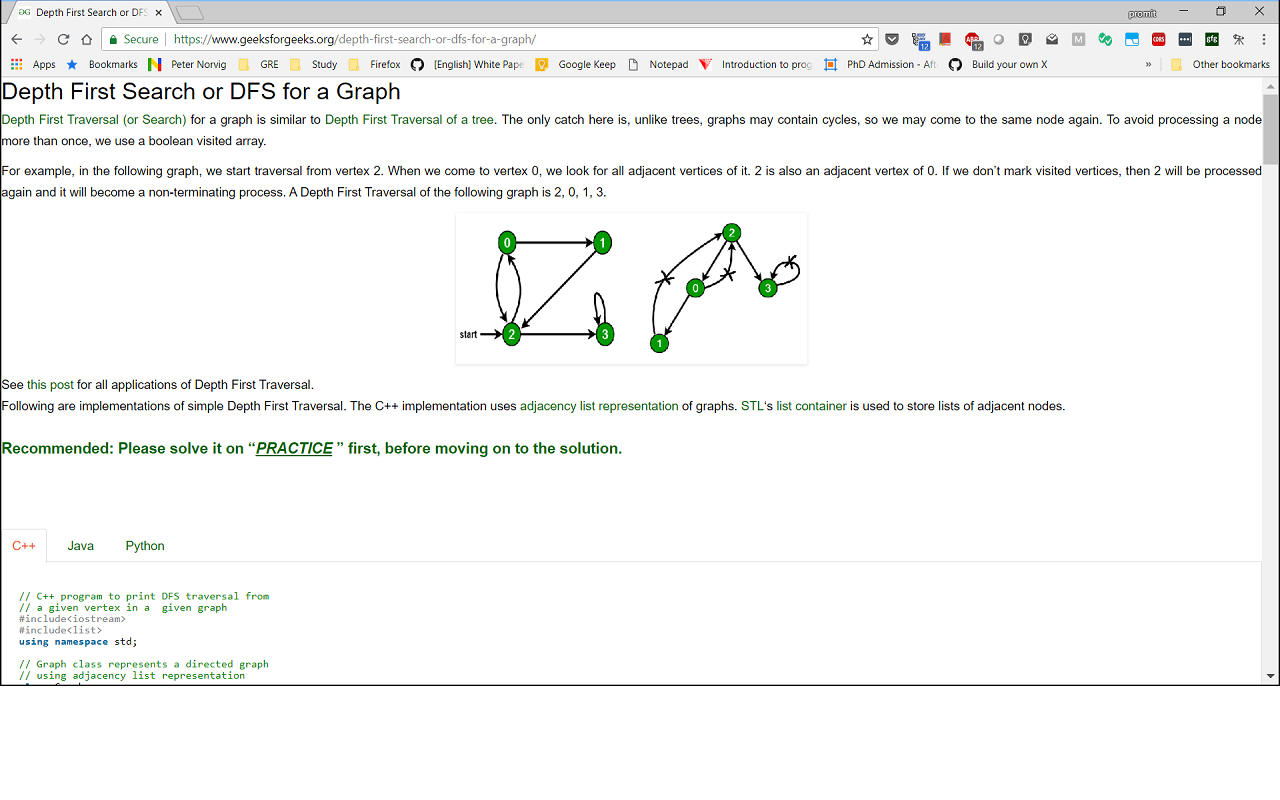 Depth First Search or DFS
promit
Secure
https://www.geeksforgeeks.org/depth-first-search-or-dfs-for-a-graph/
12
ABP
12
M
CORS
gfg
Apps
Bookmarks
Peter Norvig
GRE
Study
Firefox
[English] White Pape
Google Keep
Notepad
Introduction to prog
PhD Admission - Aft
Build your own X
»
Other bookmarks
Depth First Search or DFS for a Graph
Depth First Traversal (or Search) for a graph is similar to Depth First Traversal of a tree. The only catch here is, unlike trees, graphs may contain cycles, so we may come to the same node again. To avoid processing a node
more than once, we use a boolean visited array.
For example, in the following graph, we start traversal from vertex 2. When we come to vertex 0, we look for all adjacent vertices of it. 2 is also an adjacent vertex of 0. If we don’t mark visited vertices, then 2 will be processed
again and it will become a non-terminating process. A Depth First Traversal of the following graph is 2, 0, 1, 3.
0
1
start
2
3
2
0
3
1
See this post for all applications of Depth First Traversal.
Following are implementations of simple Depth First Traversal. The C++ implementation uses adjacency list representation of graphs. STL‘s list container is used to store lists of adjacent nodes.
Recommended: Please solve it on “PRACTICE ” first, before moving on to the solution.
C++
Java
Python
// C++ program to print DFS traversal from
// a given vertex in a  given graph
#include<iostream>
#include<list>
using namespace std;
// Graph class represents a directed graph
// using adjacency list representation